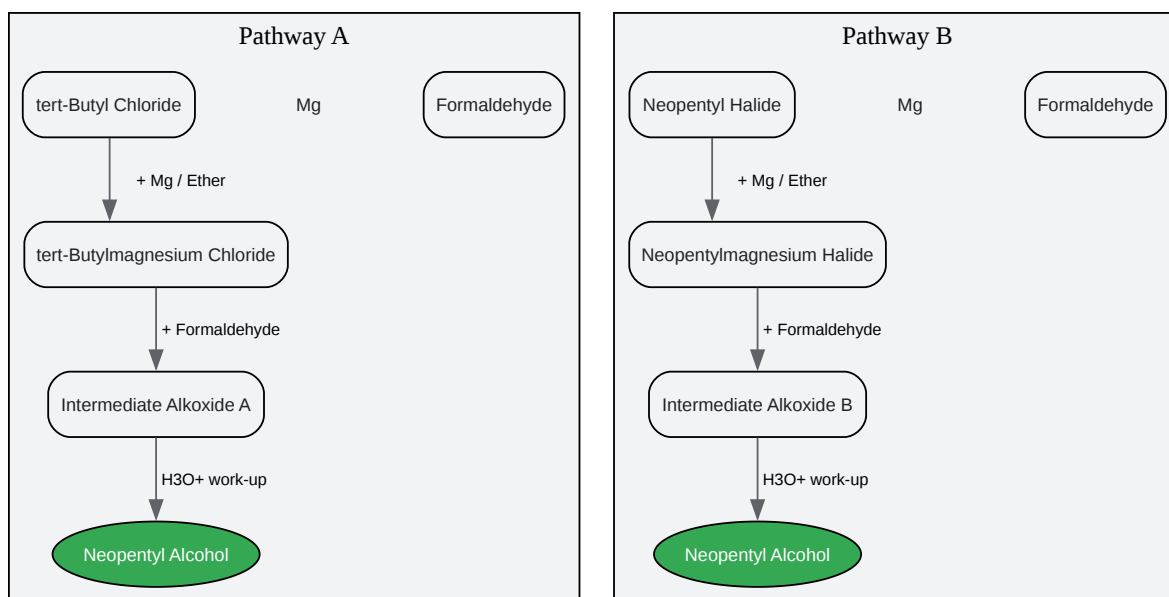 Pathway A
tert-Butyl Chloride
Mg
Formaldehyde
+ Mg / Ether
tert-Butylmagnesium Chloride
+ Formaldehyde
Intermediate Alkoxide A
H3O+ work-up
Neopentyl Alcohol
Pathway B
Neopentyl Halide
Mg
Formaldehyde
+ Mg / Ether
Neopentylmagnesium Halide
+ Formaldehyde
Intermediate Alkoxide B
H3O+ work-up
Neopentyl Alcohol